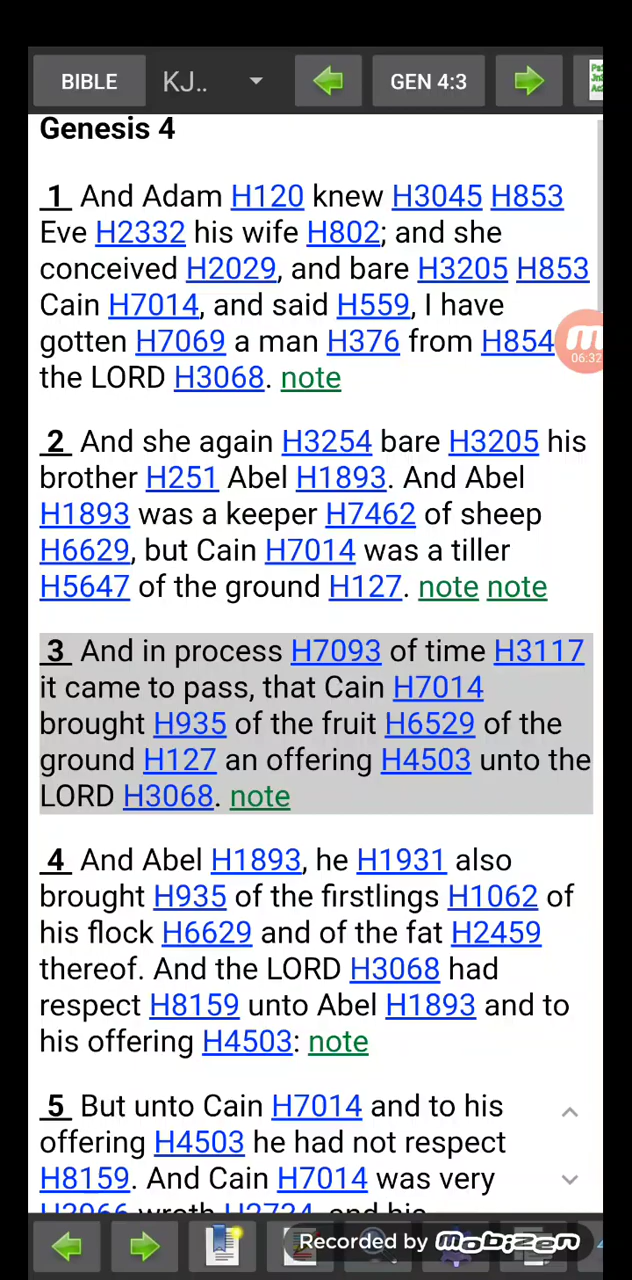 BIBLE KJ.. GEN 4:3
Genesis 4
1 And Adam H120 knew H3045 H853
Eve H2332 his wife H802; and she
conceived H2029, and bare H3205 H853
Cain H7014, and said H559, I have
gotten H7069 a man H376 from H854
06:32
the LORD H3068. note
2 And she again H3254 bare H3205 his
brother H251 Abel H1893. And Abel
H1893 was a keeper H7462 of sheep
H6629, but Cain H7014 was a tiller
H5647 of the ground H127. note note
3 And in process H7093 of time H3117
it came to pass, that Cain H7014
brought H935 of the fruit H6529 of the
ground H127 an offering H4503 unto the
LORD H3068. note
4 And Abel H1893, he H1931 also
brought H935 of the firstlings H1062 of
his flock H6629 and of the fat H2459
thereof. And the LORD H3068 had
respect H8159 unto Abel H1893 and to
his offering H4503: note
5 But unto Cain H7014 and to his
offering H4503 he had not respect
H8159. And Cain H7014 was very
Recorded by mobizen